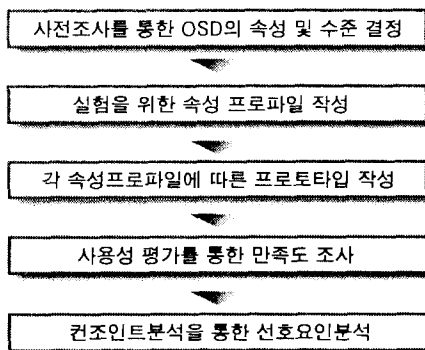 사전조사를 통한 OSD의 속성 및 수준 결정
실험을 위한 속성 프로파일 작성
각 속성프로파일에 따른 프로토타입 작성
사용성 평가를 통한 만족도 조사
컨조인트분석을 통한 선호요인분석